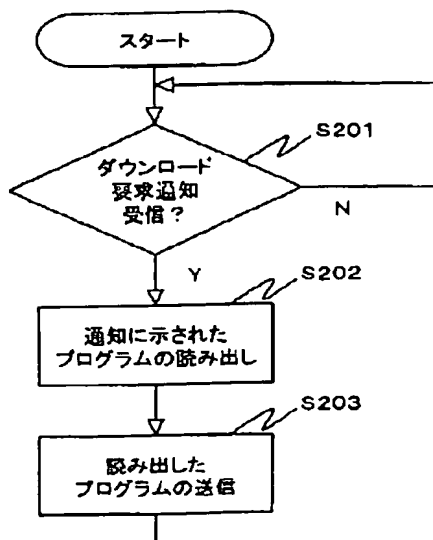 スタート
S201
ダウンロード
要求通知
受信?
N
Y
S202
通知に示された
プログラムの読み出し
S203
読み出した
プログラムの送信